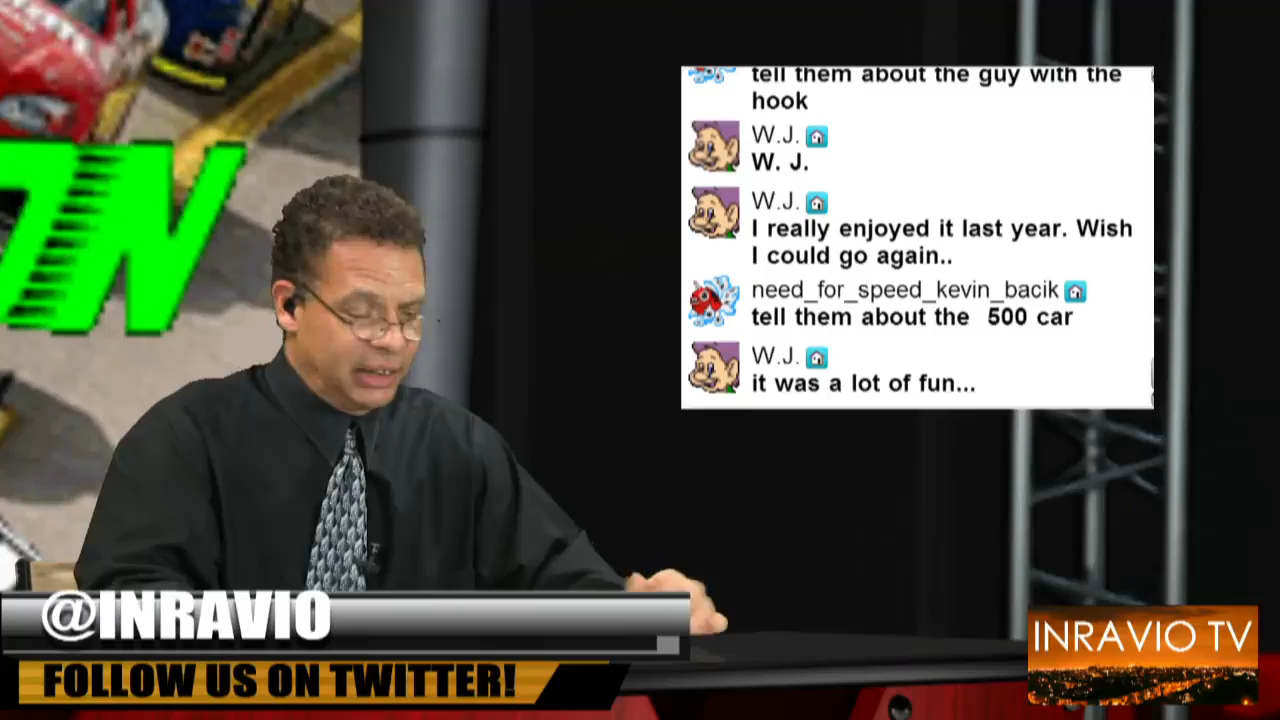 tell them about the guy with the
hook
W.J.
W. J.
W.J.
I really enjoyed it last year. Wish
I could go again..
need_for_speed_kevin_bacik
tell them about the 500 car
W.J.
it was a lot of fun...
@INRAVIO
FOLLOW US ON TWITTER!
INRAVIO TV